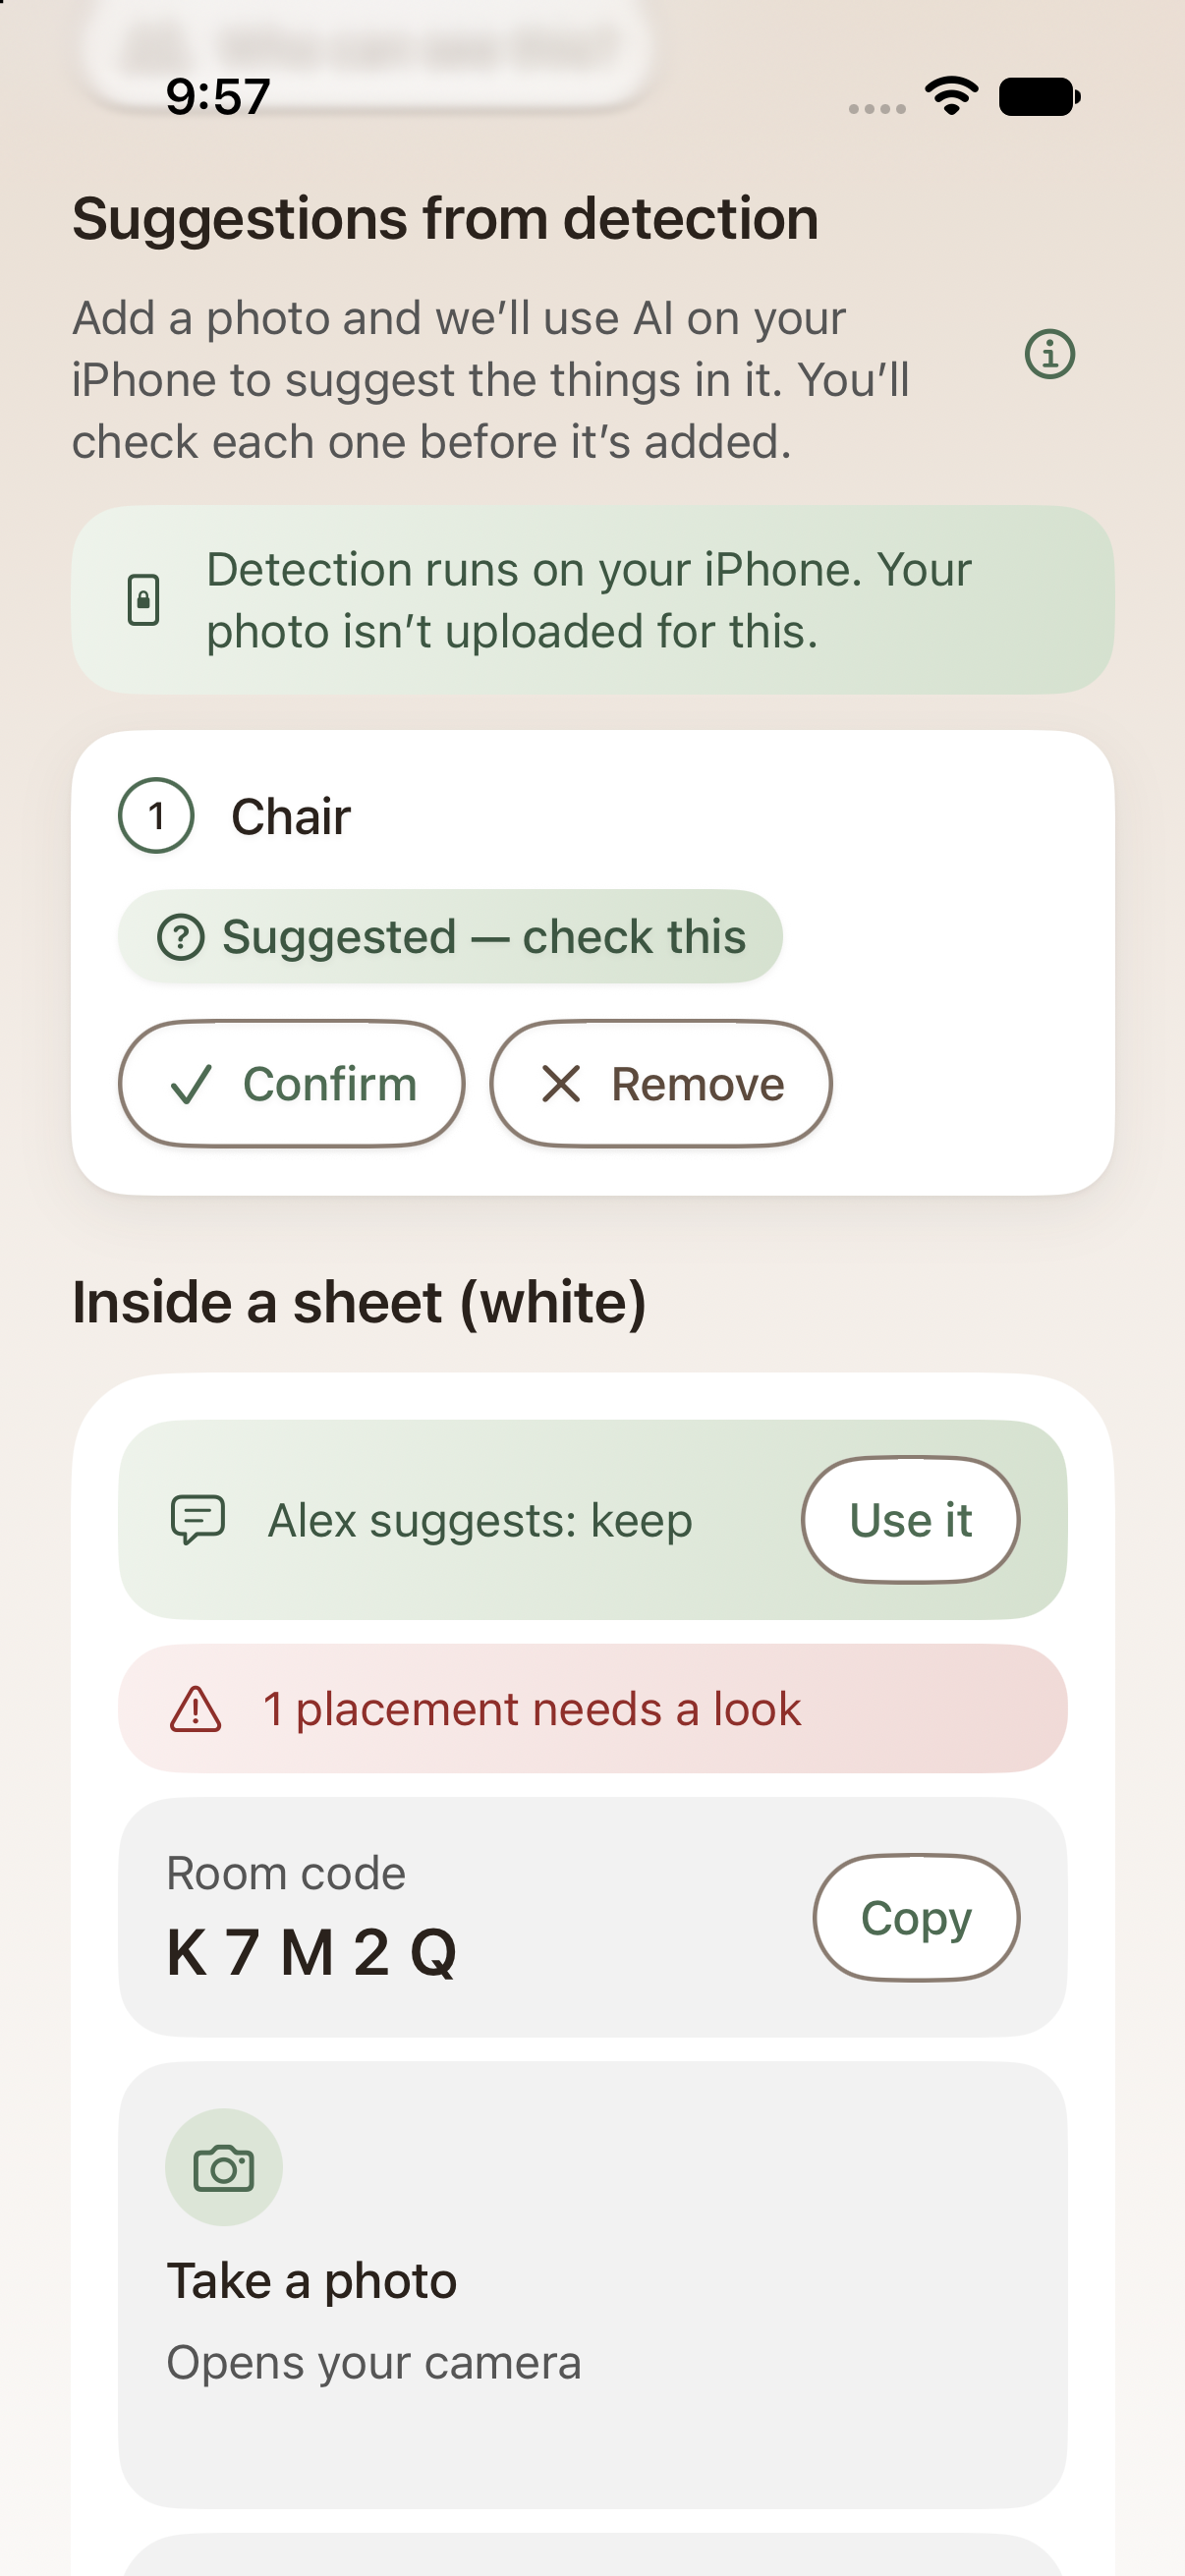 9:57
Suggestions from detection
Add a photo and we’ll use AI on your
iPhone to suggest the things in it. You’ll
check each one before it’s added.
Detection runs on your iPhone. Your
photo isn’t uploaded for this.
1 Chair
Suggested — check this
Confirm Remove
Inside a sheet (white)
Alex suggests: keep Use it
1 placement needs a look
Room code
K7M2Q Copy
Take a photo
Opens your camera